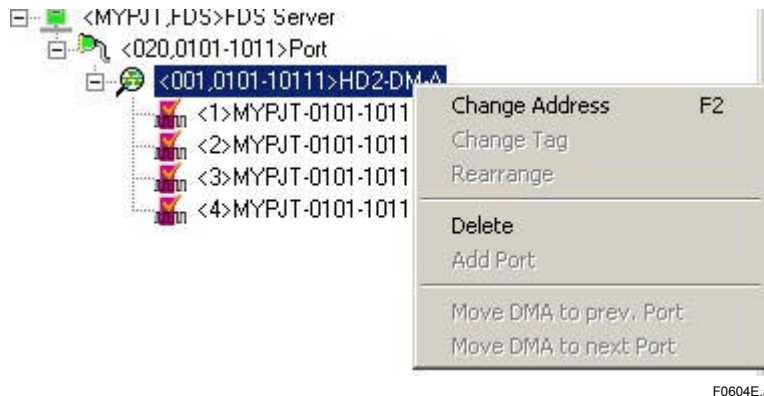 <MYPJT,FDS>FDS Server
<020,0101-1011>Port
<001,0101-10111>HD2-DM-A
<1>MYPJT-0101-1011
<2>MYPJT-0101-1011
<3>MYPJT-0101-1011
<4>MYPJT-0101-1011
Change Address F2
Change Tag
Rearrange
Delete
Add Port
Move DMA to prev. Port
Move DMA to next Port
F0604E.